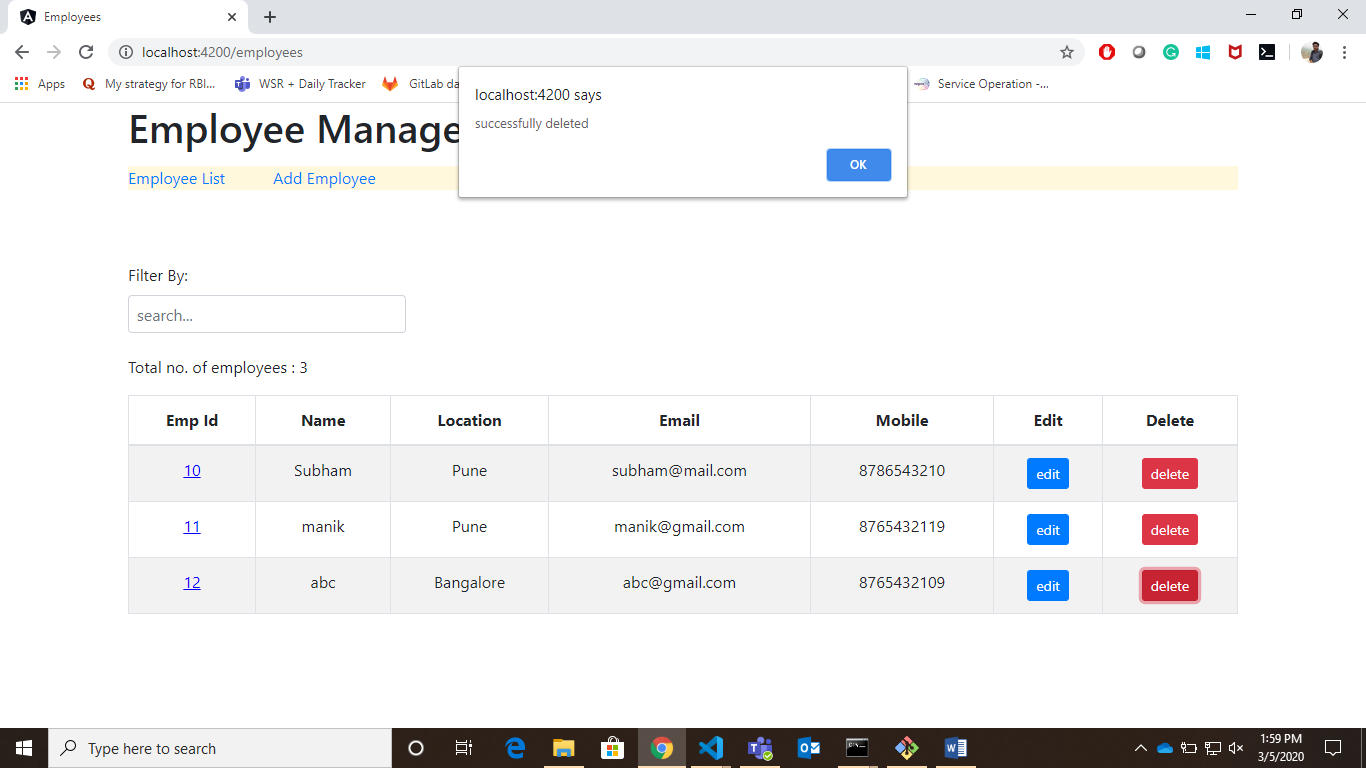 Employees
localhost:4200/employees
Apps
My strategy for RBI...
WSR + Daily Tracker
GitLab da
Service Operation -...
localhost:4200 says
successfully deleted
OK
Employee Manage
Employee List Add Employee
Filter By:
search...
Total no. of employees : 3
Emp Id Name Location Email Mobile Edit Delete
10 Subham Pune subham@mail.com 8786543210 edit delete
11 manik Pune manik@gmail.com 8765432119 edit delete
12 abc Bangalore abc@gmail.com 8765432109 edit delete
Type here to search
1:59 PM
3/5/2020